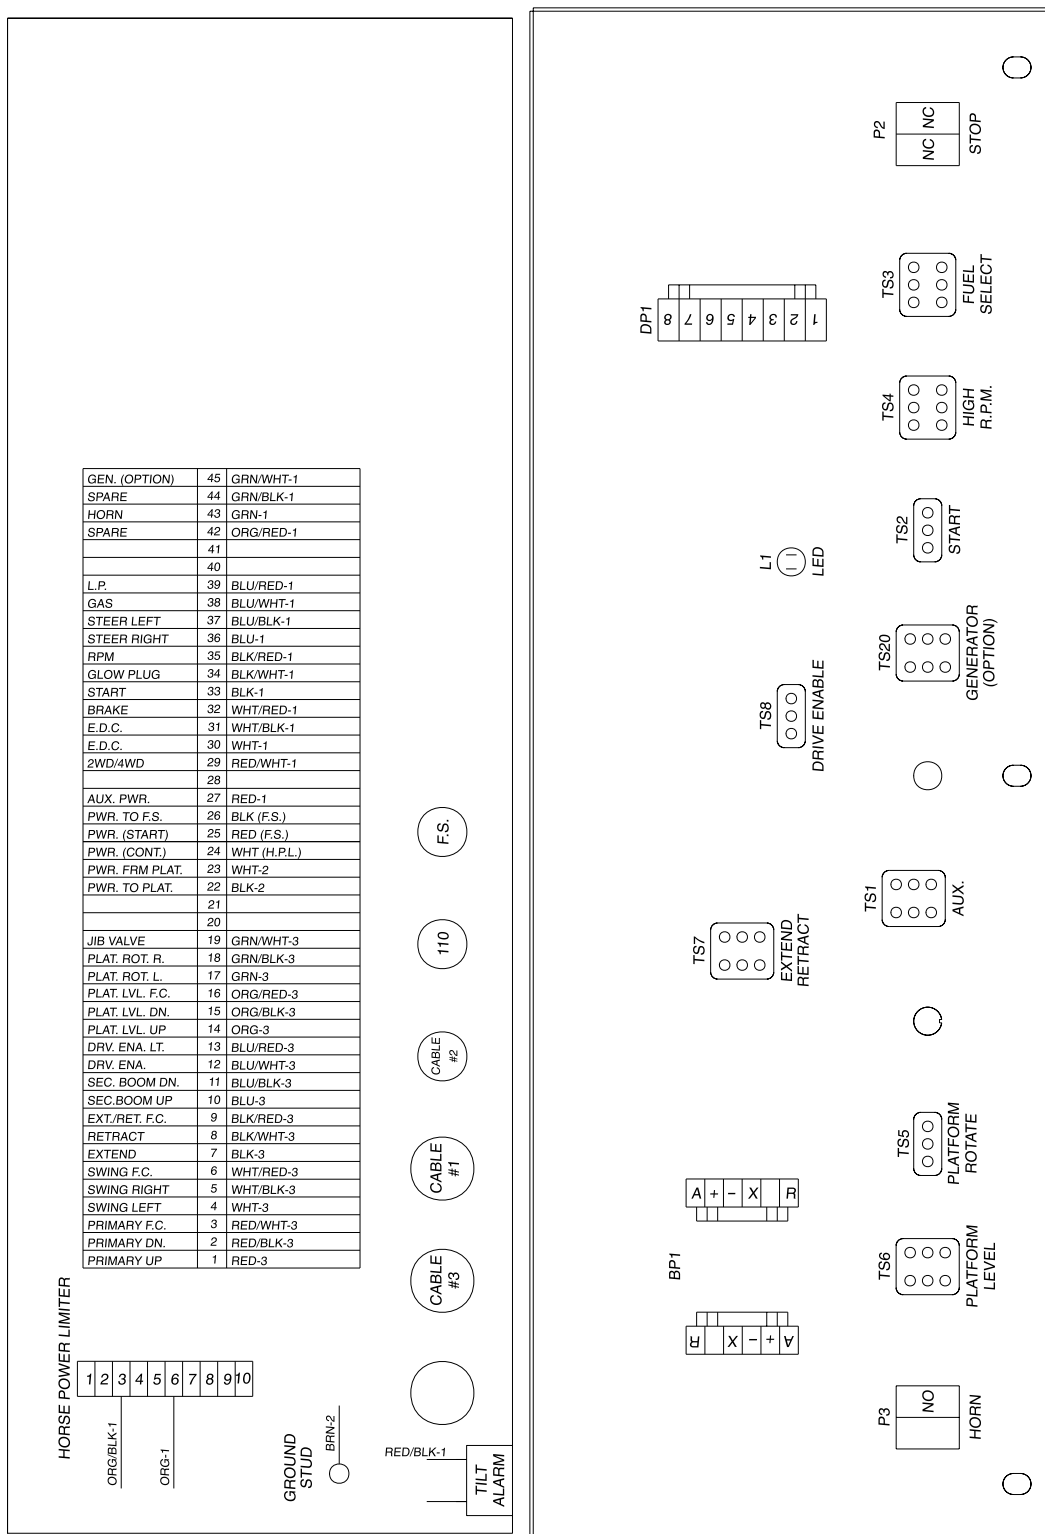 GEN. (OPTION) 45 GRN/WHT-1
SPARE 44 GRN/BLK-1
HORN 43 GRN-1
SPARE 42 ORG/RED-1
41
40
L.P. 39 BLU/RED-1
GAS 38 BLU/WHT-1
STEER LEFT 37 BLU/BLK-1
STEER RIGHT 36 BLU-1
RPM 35 BLK/RED-1
GLOW PLUG 34 BLK/WHT-1
START 33 BLK-1
BRAKE 32 WHT/RED-1
E.D.C. 31 WHT/BLK-1
E.D.C. 30 WHT-1
2WD/4WD 29 RED/WHT-1
28
AUX. PWR. 27 RED-1
PWR. TO F.S. 26 BLK (F.S.)
PWR. (START) 25 RED (F.S.)
PWR. (CONT.) 24 WHT (H.P.L.)
PWR. FRM PLAT. 23 WHT-2
PWR. TO PLAT. 22 BLK-2
21
20
JIB VALVE 19 GRN/WHT-3
PLAT. ROT. R. 18 GRN/BLK-3
PLAT. ROT. L. 17 GRN-3
PLAT. LVL. F.C. 16 ORG/RED-3
PLAT. LVL. DN. 15 ORG/BLK-3
PLAT. LVL. UP 14 ORG-3
DRV. ENA. LT. 13 BLU/RED-3
DRV. ENA. 12 BLU/WHT-3
SEC. BOOM DN. 11 BLU/BLK-3
SEC.BOOM UP 10 BLU-3
EXT./RET. F.C. 9 BLK/RED-3
RETRACT 8 BLK/WHT-3
EXTEND 7 BLK-3
SWING F.C. 6 WHT/RED-3
SWING RIGHT 5 WHT/BLK-3
SWING LEFT 4 WHT-3
PRIMARY F.C. 3 RED/WHT-3
PRIMARY DN. 2 RED/BLK-3
PRIMARY UP 1 RED-3
F.S.
110
CABLE
#2
CABLE
#1
CABLE
#3
HORSE POWER LIMITER
1 2 3 4 5 6 7 8 9 10
ORG/BLK-1
ORG-1
GROUND
STUD
BRN-2
RED/BLK-1
TILT
ALARM
P2
NC NC
STOP
TS3
FUEL
SELECT
DP1
8 7 6 5 4 3 2 1
TS4
HIGH
R.P.M.
TS2
START
L1
LED
TS20
GENERATOR
(OPTION)
TS8
DRIVE ENABLE
TS1
AUX.
TS7
EXTEND
RETRACT
TS5
PLATFORM
ROTATE
A + − X R
BP1
TS6
PLATFORM
LEVEL
R X − + A
P3
NO
HORN